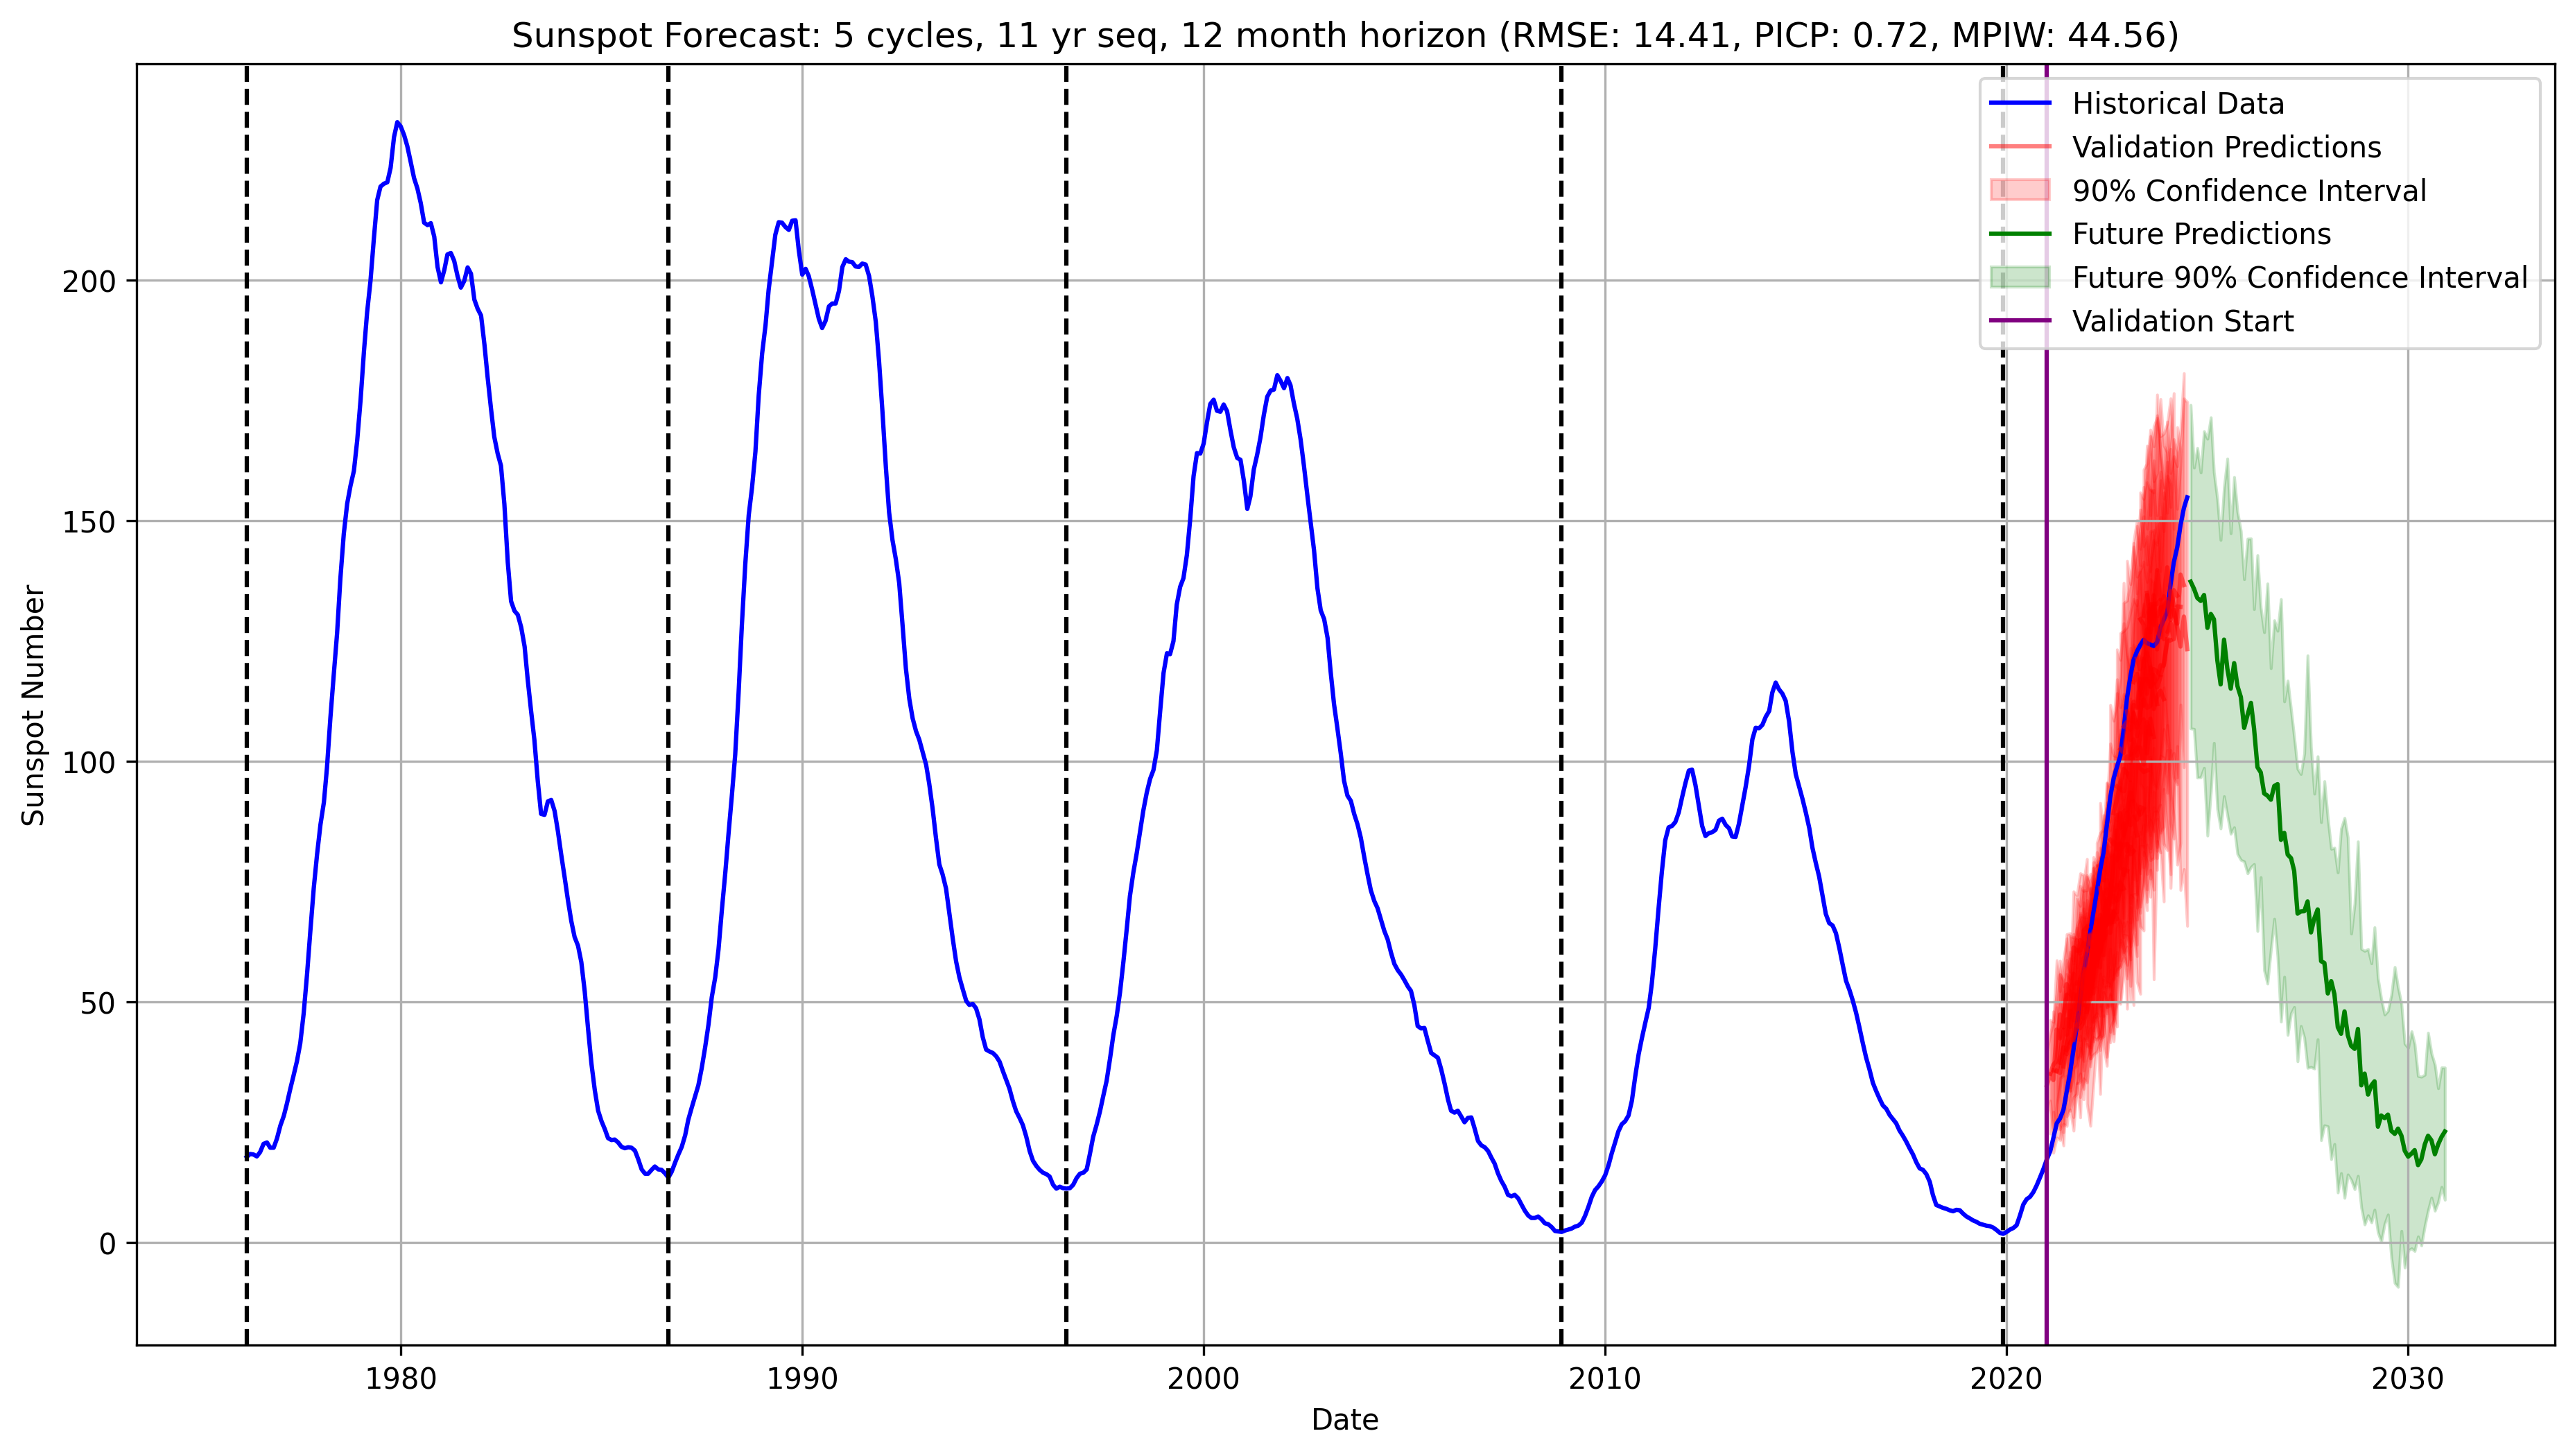 Sunspot Forecast: 5 cycles, 11 yr seq, 12 month horizon (RMSE: 14.41, PICP: 0.72, MPIW: 44.56)
Historical Data
Validation Predictions
90% Confidence Interval
Future Predictions
Future 90% Confidence Interval
Validation Start
Sunspot Number
200
150
100
50
0
1980 1990 2000 2010 2020 2030
Date